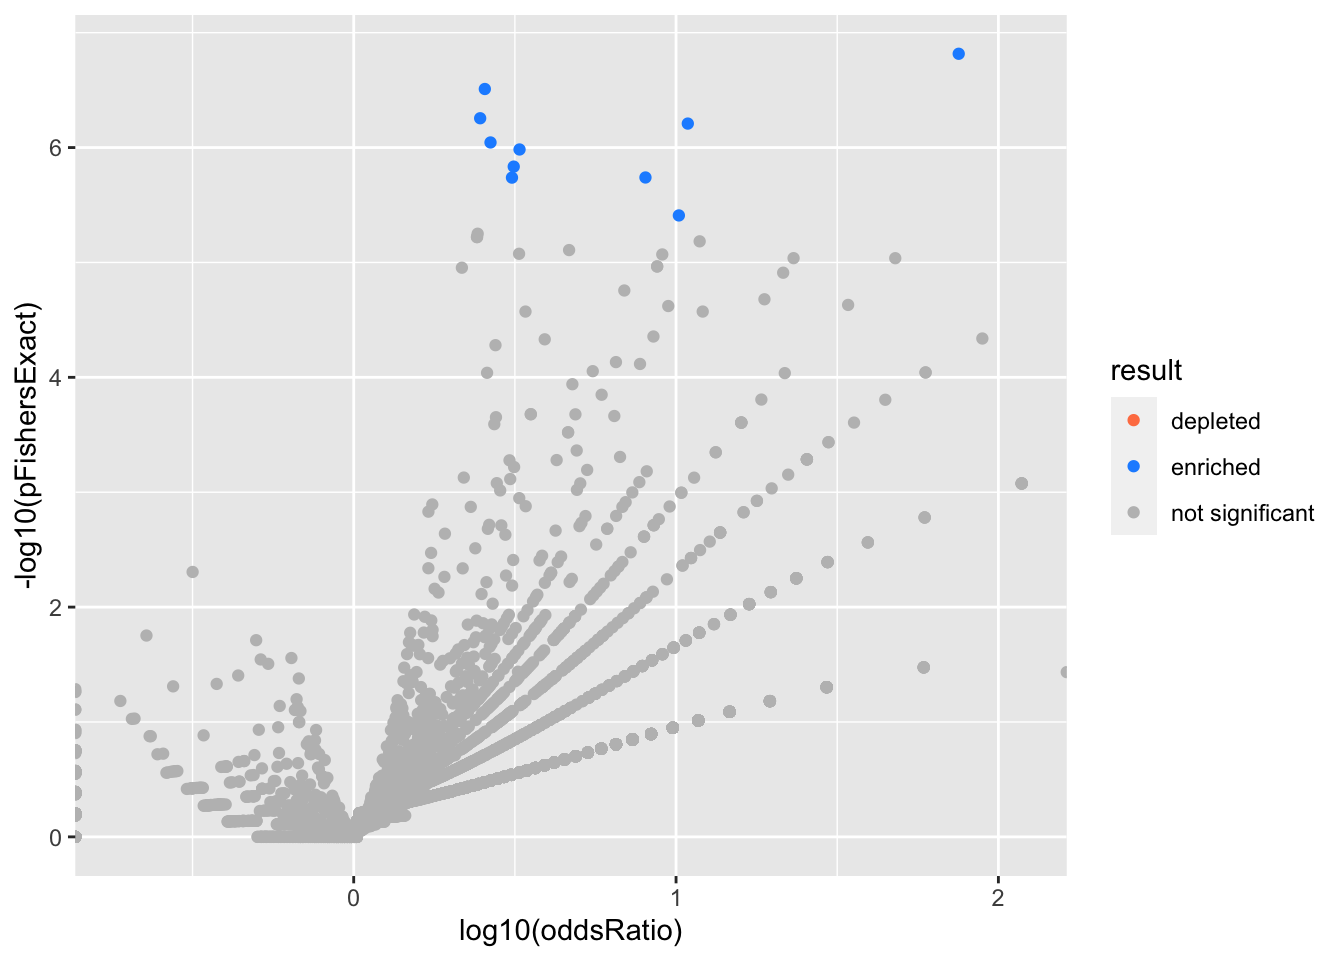 6
4
2
0
-log10(pFishersExact)
0
1
2
log10(oddsRatio)
result
depleted
enriched
not significant